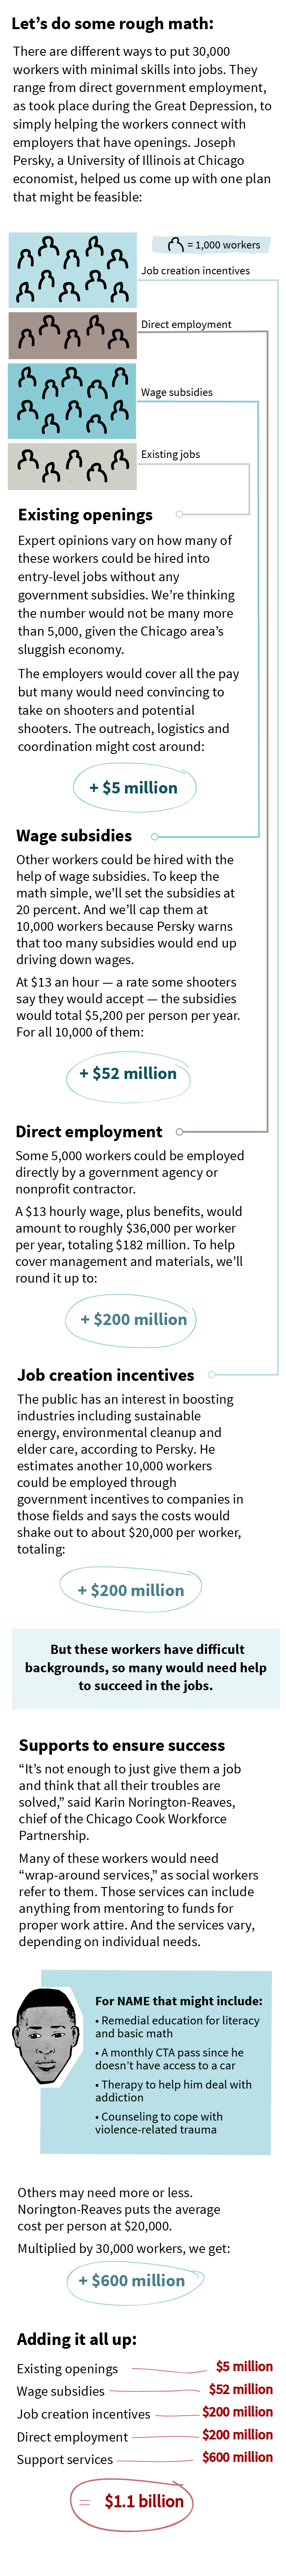 Let's do some rough math:
There are different ways to put 30,000
workers with minimal skills into jobs. They
range from direct government employment,
as took place during the Great Depression, to
simply helping the workers connect with
employers that have openings. Joseph
Persky, a University of Illinois at Chicago
economist, helped us come up with one plan
that might be feasible:
= 1,000 workers
Job creation incentives
Direct employment
Wage subsidies
Existing jobs
Existing openings
Expert opinions vary on how many of
these workers could be hired into
entry-level jobs without any
government subsidies. We're thinking
the number would not be many more
than 5,000, given the Chicago area's
sluggish economy.
The employers would cover all the pay
but many would need convincing to
take on shooters and potential
shooters. The outreach, logistics and
coordination might cost around:
+ $5 million
Wage subsidies
Other workers could be hired with the
help of wage subsidies. To keep the
math simple, we'll set the subsidies at
20 percent. And we'll cap them at
10,000 workers because Persky warns
that too many subsidies would end up
driving down wages.
At $13 an hour — a rate some shooters
say they would accept — the subsidies
would total $5,200 per person per year.
For all 10,000 of them:
+ $52 million
Direct employment
Some 5,000 workers could be employed
directly by a government agency or
nonprofit contractor.
A $13 hourly wage, plus benefits, would
amount to roughly $36,000 per worker
per year, totaling $182 million. To help
cover management and materials, we'll
round it up to:
+ $200 million
Job creation incentives
The public has an interest in boosting
industries including sustainable
energy, environmental cleanup and
elder care, according to Persky. He
estimates another 10,000 workers
could be employed through
government incentives to companies in
those fields and says the costs would
shake out to about $20,000 per worker,
totaling:
+ $200 million
But these workers have difficult
backgrounds, so many would need help
to succeed in the jobs.
Supports to ensure success
“It's not enough to just give them a job
and think that all their troubles are
solved,” said Karin Norington-Reaves,
chief of the Chicago Cook Workforce
Partnership.
Many of these workers would need
“wrap-around services,” as social workers
refer to them. Those services can include
anything from mentoring to funds for
proper work attire. And the services vary,
depending on individual needs.
For NAME that might include:
• Remedial education for literacy
and basic math
• A monthly CTA pass since he
doesn't have access to a car
• Therapy to help him deal with
addiction
• Counseling to cope with
violence-related trauma
Others may need more or less.
Norington-Reaves puts the average
cost per person at $20,000.
Multiplied by 30,000 workers, we get:
+ $600 million
Adding it all up:
Existing openings $5 million
Wage subsidies $52 million
Job creation incentives $200 million
Direct employment $200 million
Support services $600 million
= $1.1 billion